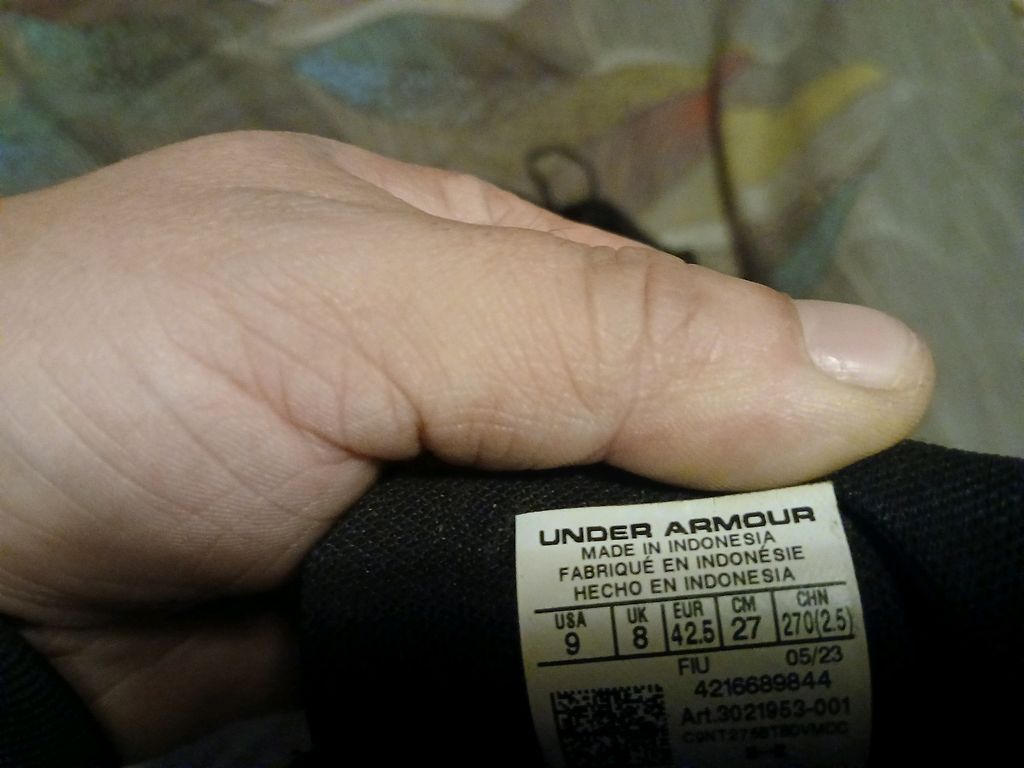 UNDER ARMOUR
MADE IN INDONESIA
FABRIQUÉ EN INDONÉSIE
HECHO EN INDONESIA
USA UK EUR CM CHN
9 8 42.5 27 270(2.5)
FIU 05/23
4216689844
Art.3021953-001